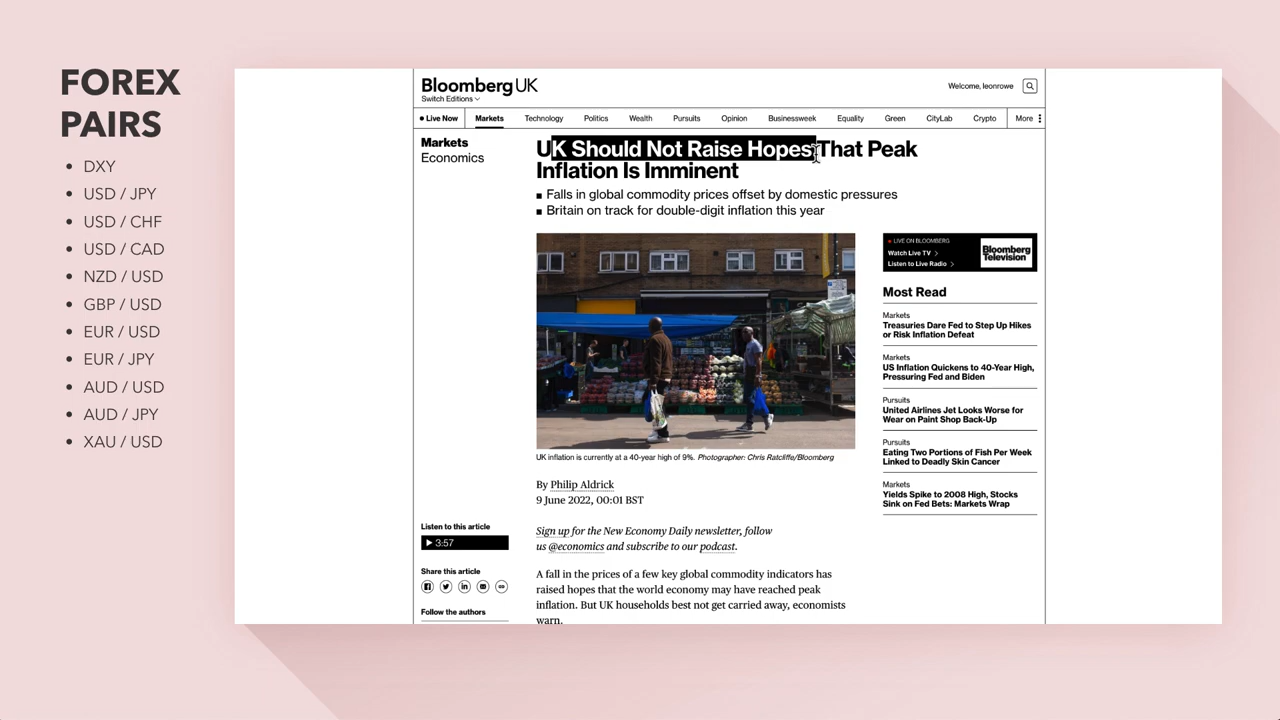 FOREX
PAIRS
• DXY
• USD / JPY
• USD / CHF
• USD / CAD
• NZD / USD
• GBP / USD
• EUR / USD
• EUR / JPY
• AUD / USD
• AUD / JPY
• XAU / USD
Bloomberg UK
Switch Editions
Welcome, leonrowe
Live Now Markets Technology Politics Wealth Pursuits Opinion Businessweek Equality Green CityLab Crypto More
Markets
Economics
UK Should Not Raise Hopes That Peak
Inflation Is Imminent
Falls in global commodity prices offset by domestic pressures
Britain on track for double-digit inflation this year
UK inflation is currently at a 40-year high of 9%. Photographer: Chris Ratcliffe/Bloomberg
By Philip Aldrick
9 June 2022, 00:01 BST
Listen to this article
3:57
Share this article
Follow the authors
Sign up for the New Economy Daily newsletter, follow
us @economics and subscribe to our podcast.
A fall in the prices of a few key global commodity indicators has
raised hopes that the world economy may have reached peak
inflation. But UK households best not get carried away, economists
warn.
LIVE ON BLOOMBERG
Watch Live TV
Listen to Live Radio
Bloomberg
Television
Most Read
Markets
Treasuries Dare Fed to Step Up Hikes
or Risk Inflation Defeat
Markets
US Inflation Quickens to 40-Year High,
Pressuring Fed and Biden
Pursuits
United Airlines Jet Looks Worse for
Wear on Paint Shop Back-Up
Pursuits
Eating Two Portions of Fish Per Week
Linked to Deadly Skin Cancer
Markets
Yields Spike to 2008 High, Stocks
Sink on Fed Bets: Markets Wrap